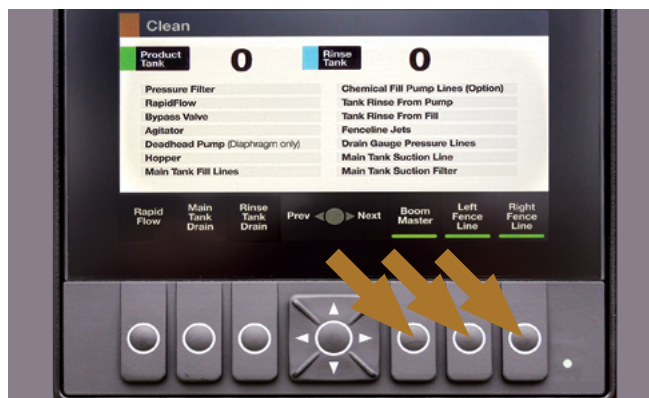 Clean
Product
Tank
0
Rinse
Tank
0
Pressure Filter
RapidFlow
Bypass Valve
Agitator
Deadhead Pump (Diaphragm only)
Hopper
Main Tank Fill Lines
Chemical Fill Pump Lines (Option)
Tank Rinse From Pump
Tank Rinse From Fill
Fenceline Jets
Drain Gauge Pressure Lines
Main Tank Suction Line
Main Tank Suction Filter
Rapid
Flow
Main
Tank
Drain
Rinse
Tank
Drain
Prev
Next
Boom
Master
Left
Fence
Line
Right
Fence
Line